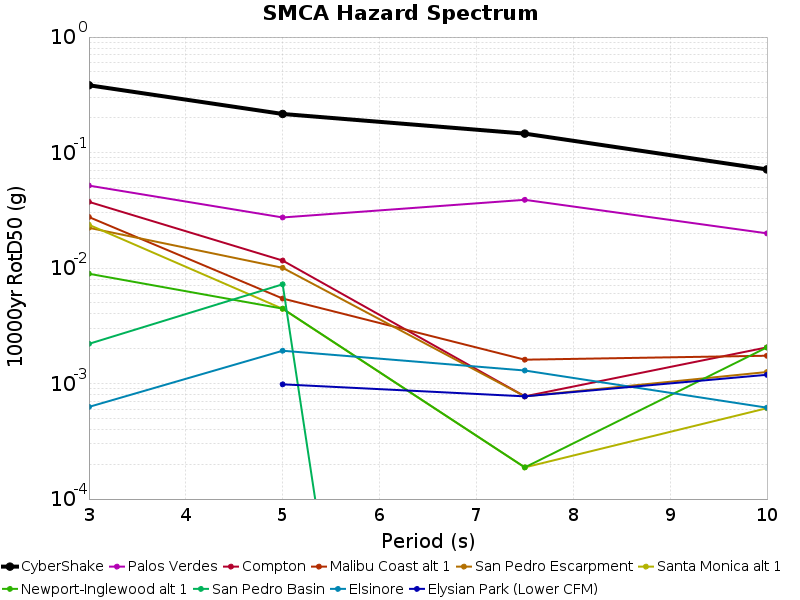 SMCA Hazard Spectrum
10^0
10^-1
10^-2
10^-3
10^-4
10000yr RotD50 (g)
3 4 5 6 7 8 9 10
Period (s)
CyberShake Palos Verdes Compton Malibu Coast alt 1 San Pedro Escarpment Santa Monica alt 1
Newport-Inglewood alt 1 San Pedro Basin Elsinore Elysian Park (Lower CFM)